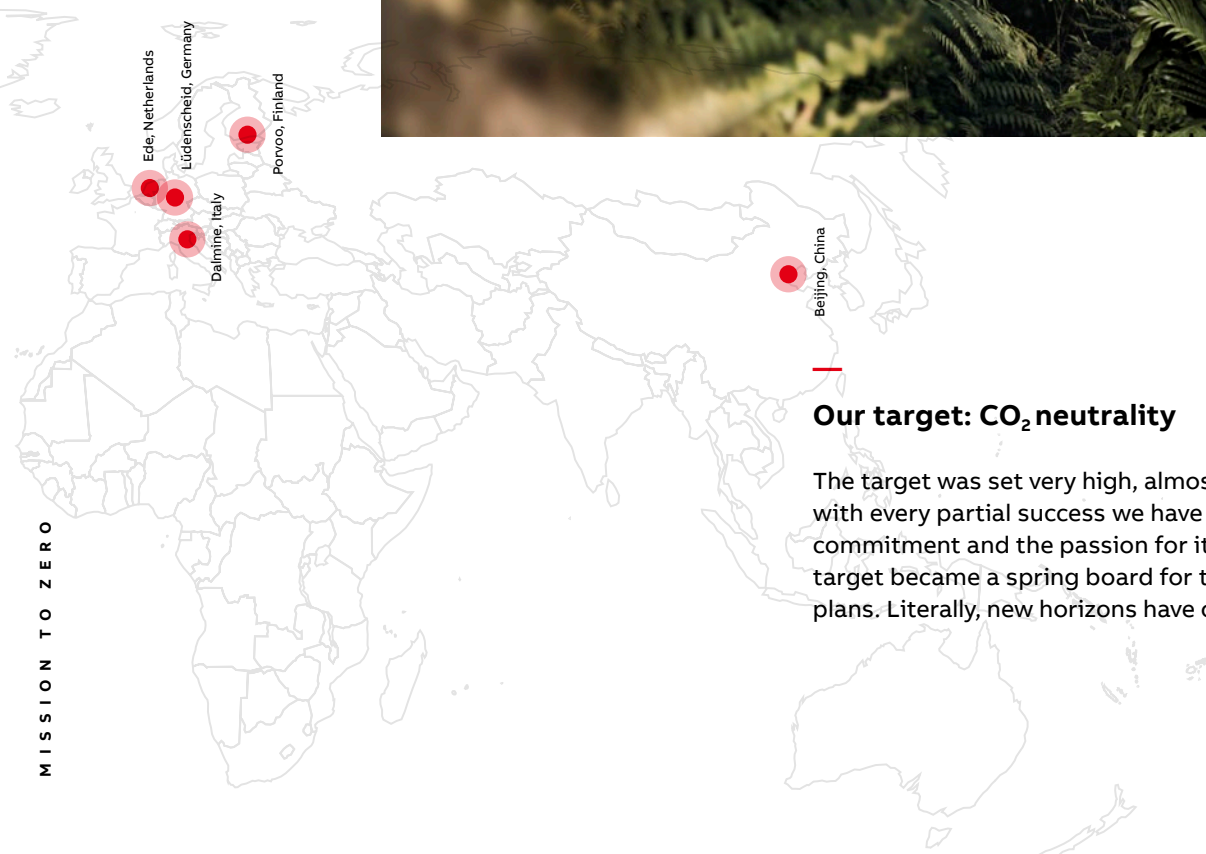 Ede, Netherlands
Lüdenscheid, Germany
Porvoo, Finland
Dalmine, Italy
Beijing, China
Our target: CO₂ neutrality
The target was set very high,
with every partial success we have
commitment and the passion for
target became a spring board for
plans. Literally, new horizons have
MISSION TO ZERO